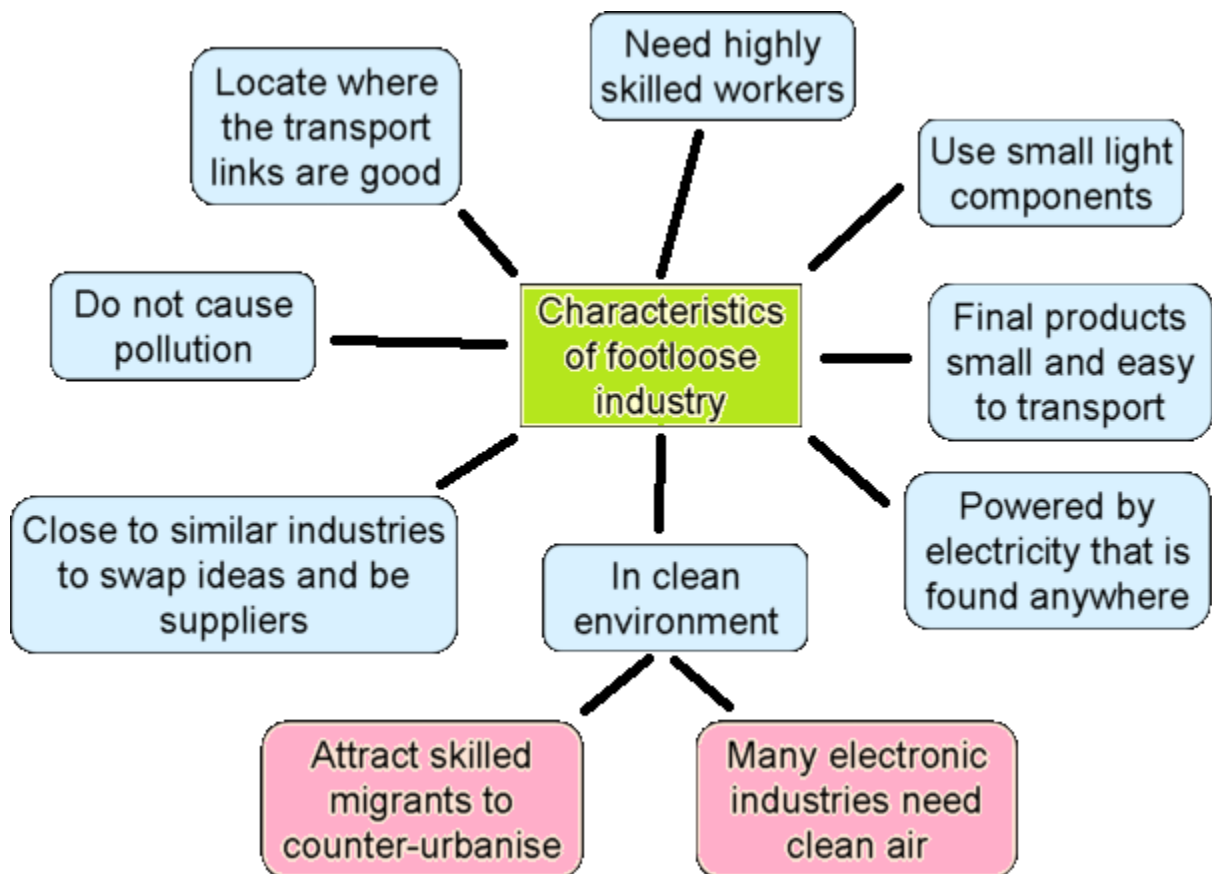 Need highly
skilled workers
Locate where
the transport
links are good
Use small light
components
Do not cause
pollution
Characteristics
of footloose
industry
Final products
small and easy
to transport
Close to similar industries
to swap ideas and be
suppliers
In clean
environment
Powered by
electricity that is
found anywhere
Attract skilled
migrants to
counter-urbanise
Many electronic
industries need
clean air